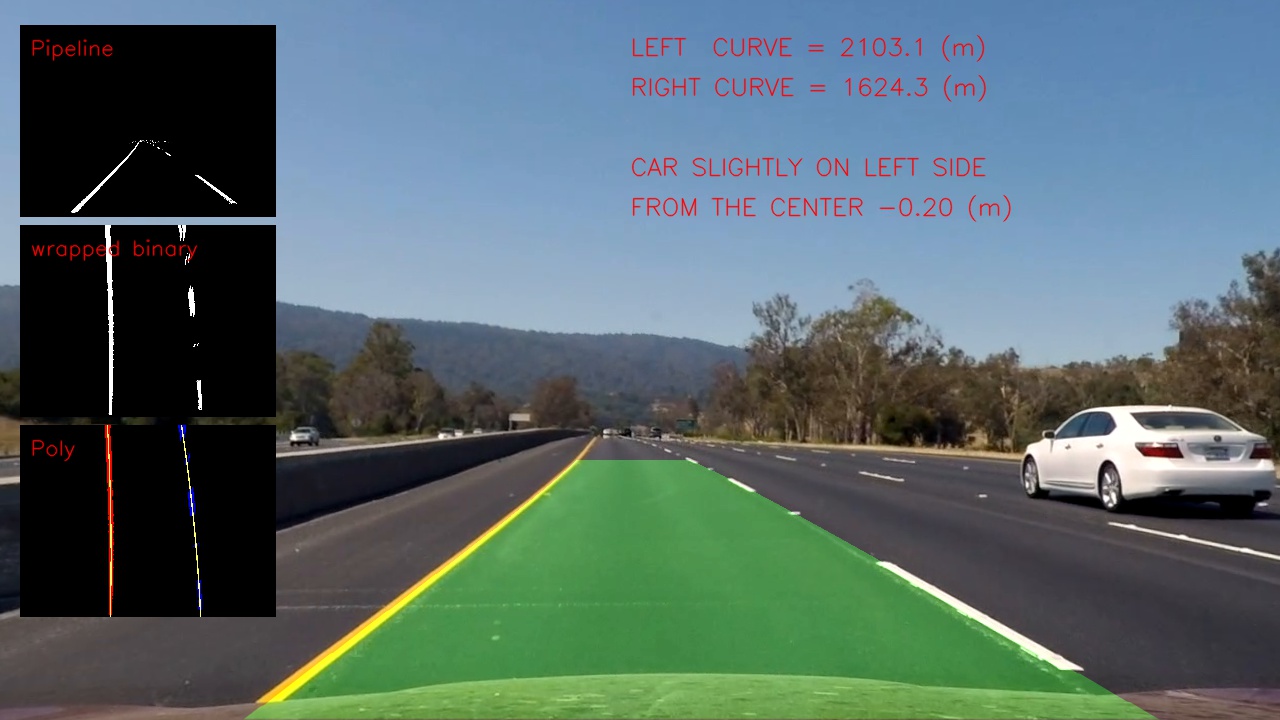 Pipeline
wrapped binary
Poly
LEFT CURVE = 2103.1 (m)
RIGHT CURVE = 1624.3 (m)
CAR SLIGHTLY ON LEFT SIDE
FROM THE CENTER -0.20 (m)